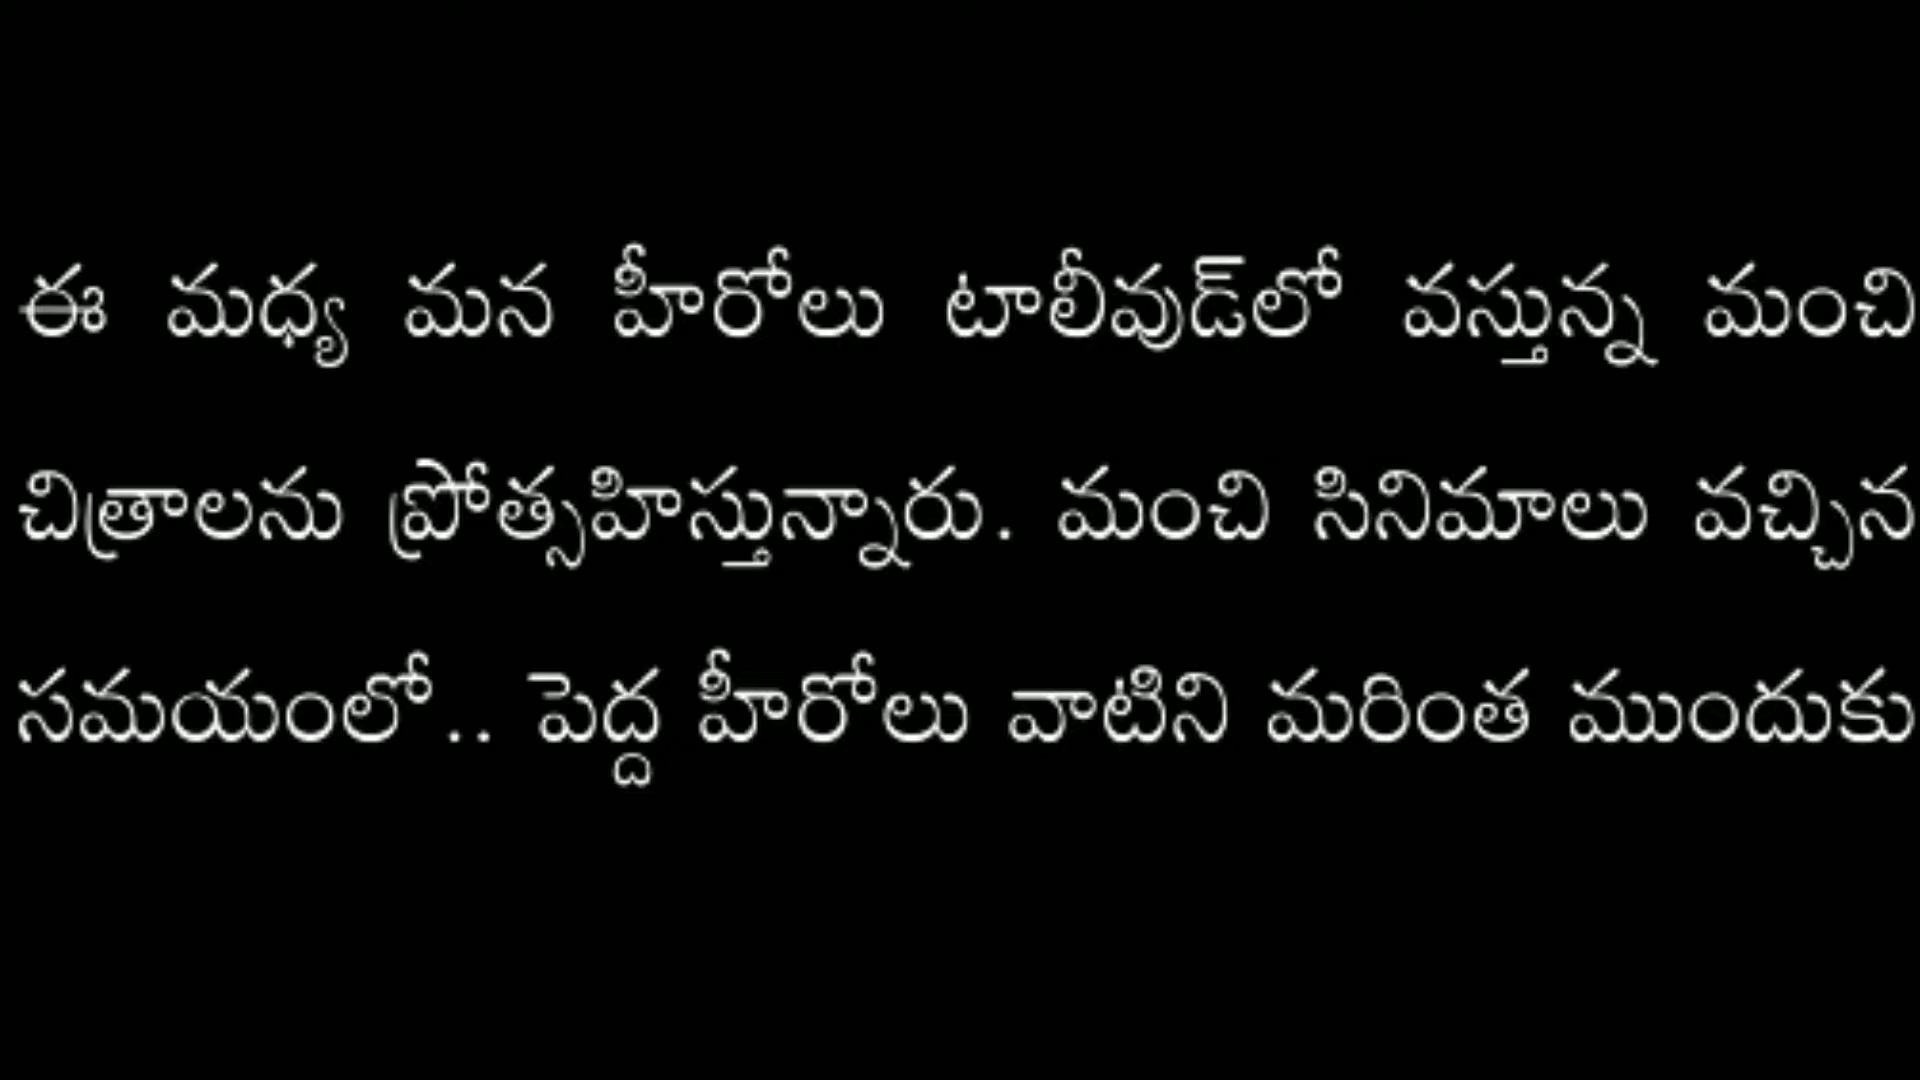 ఈ మధ్య మన హీరోలు టాలీవుడ్‌లో వస్తున్న మంచి
చిత్రాలను ప్రోత్సహిస్తున్నారు. మంచి సినిమాలు వచ్చిన
సమయంలో.. పెద్ద హీరోలు వాటిని మరింత ముందుకు